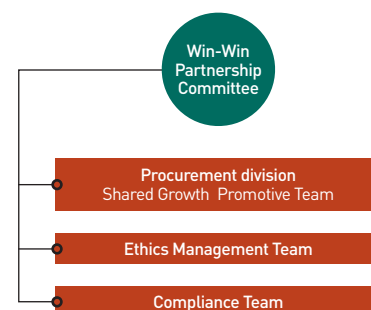 Win-Win
Partnership
Committee
Procurement division
Shared Growth Promotive Team
Ethics Management Team
Compliance Team